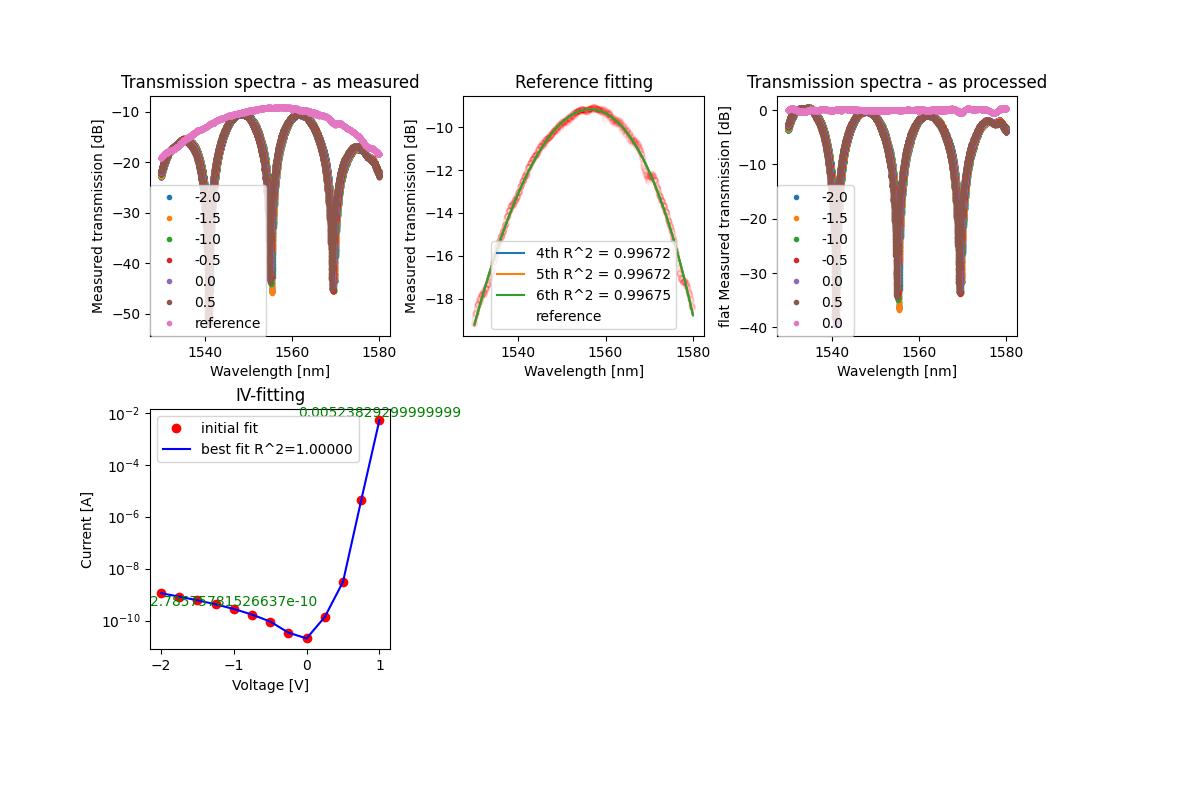 Transmission spectra - as measured
Measured transmission [dB]
−10
−20
−30
−40
−50
-2.0
-1.5
-1.0
-0.5
0.0
0.5
reference
1540
1560
1580
Wavelength [nm]
Reference fitting
Measured transmission [dB]
−10
−12
−14
−16
−18
4th R^2 = 0.99672
5th R^2 = 0.99672
6th R^2 = 0.99675
reference
1540
1560
1580
Wavelength [nm]
Transmission spectra - as processed
flat Measured transmission [dB]
0
−10
−20
−30
−40
-2.0
-1.5
-1.0
-0.5
0.0
0.5
0.0
1540
1560
1580
Wavelength [nm]
IV-fitting
0.00523829299999999
initial fit
best fit R^2=1.00000
Current [A]
10−2
10−4
10−6
10−8
10−10
2.78575781526637e-10
−2
−1
0
1
Voltage [V]